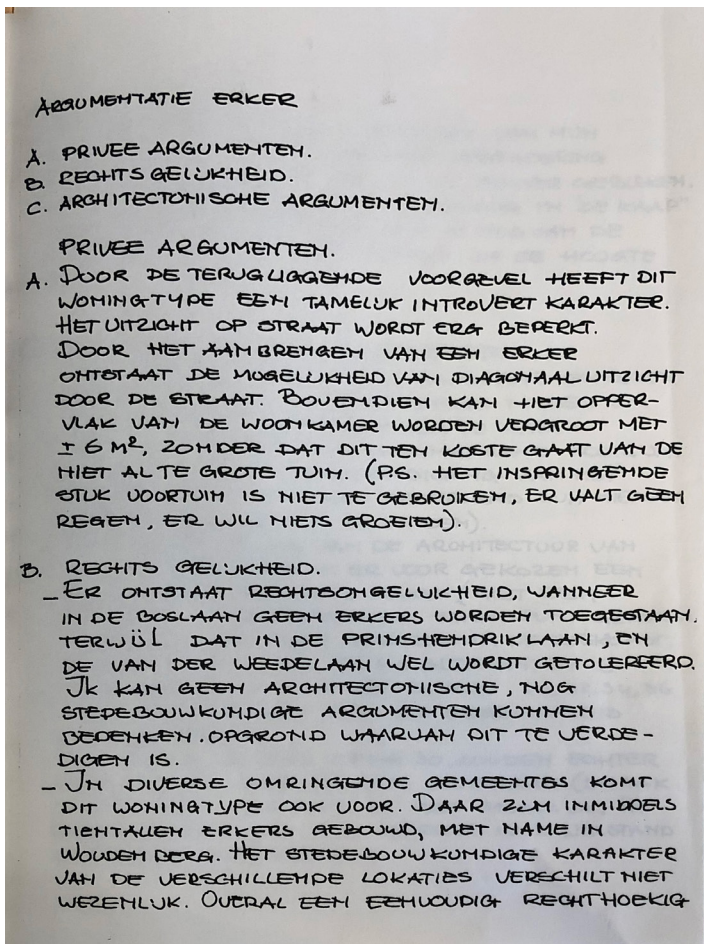 ARGUMENTATIE ERKER
A. PRIVEE ARGUMENTEN.
B. RECHTSGELIJKHEID.
C. ARCHITECTONISCHE ARGUMENTEN.
PRIVEE ARGUMENTEN.
A. DOOR DE TERUGLIGGENDE VOORGEVEL HEEFT DIT
WONINGTYPE EEN TAMELIJK INTROVERT KARAKTER.
HET UITZICHT OP STRAAT WORDT ERG BEPERKT.
DOOR HET AANBRENGEN VAN EEN ERKER
ONTSTAAT DE MOGELIJKHEID VAN DIAGONAAL UITZICHT
DOOR DE STRAAT. BOVENDIEN KAN HET OPPER-
VLAK VAN DE WOONKAMER WORDEN VERGROOT MET
± 6 M², ZONDER DAT DIT TEN KOSTE GAAT VAN DE
NIET AL TE GROTE TUIN. (P.S. HET INSPRINGENDE
STUK VOORTUIN IS NIET TE GEBRUIKEN, ER VALT GEEN
REGEN, ER WIL NIETS GROEIEN).
B. RECHTS GELIJKHEID.
- ER ONTSTAAT RECHTSONGELIJKHEID, WANNEER
IN DE BOSLAAN GEEN ERKERS WORDEN TOEGESTAAN.
TERWIJL DAT IN DE PRINSHENDRIKLAAN, EN
DE VAN DER WEEDELAAN WEL WORDT GETOLEREERD.
IK KAN GEEN ARCHITECTONISCHE, NOG
STEDEBOUWKUNDIGE ARGUMENTEN KUNNEN
BEDENKEN. OPGROND WAARVAN DIT TE VERDE-
DIGEN IS.
- IN DIVERSE OMRINGENDE GEMEENTES KOMT
DIT WONINGTYPE OOK VOOR. DAAR ZIJN INMIDDELS
TIENTALLEN ERKERS GEBOUWD, MET NAME IN
WOUDENBERG. HET STEDEBOUWKUNDIGE KARAKTER
VAN DE VERSCHILLENDE LOKATIES VERSCHILT NIET
WEZENLIJK. OVERAL EEN EENVOUDIG RECHTHOEKIG